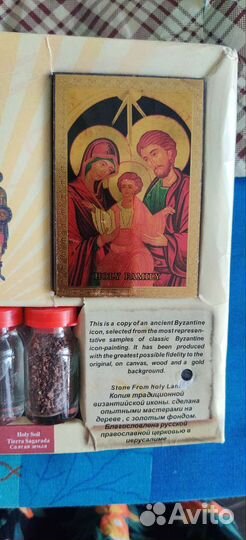 HOLY FAMILY
This is a copy of an ancient Byzantine
icon, selected from the most represen-
tative samples of classic Byzantine
icon-painting. It has been produced
with the greatest possible fidelity to the
original, on canvas, wood and a gold
background.
Stone From Holy Land
Копия традиционной
византийской иконы. сделана
опытными мастерами на
дереве, с золотым фондом.
Благословлена русской
православной церковью в
иерусалиме
Holy Soil
Tierra Sagarada
Святая земля
Avito